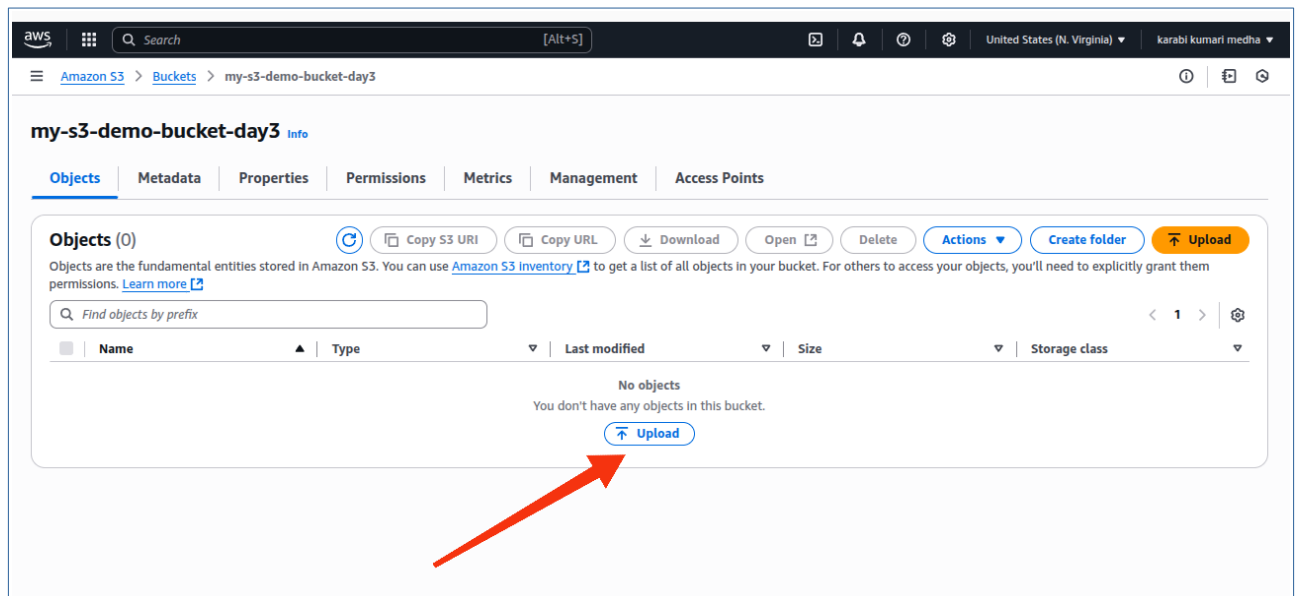 aws Search [Alt+S] United States (N. Virginia) karabi kumari medha
Amazon S3 > Buckets > my-s3-demo-bucket-day3
my-s3-demo-bucket-day3 Info
Objects Metadata Properties Permissions Metrics Management Access Points
Objects (0) Copy S3 URI Copy URL Download Open Delete Actions Create folder Upload
Objects are the fundamental entities stored in Amazon S3. You can use Amazon S3 inventory to get a list of all objects in your bucket. For others to access your objects, you'll need to explicitly grant them
permissions. Learn more
Find objects by prefix < 1 >
Name Type Last modified Size Storage class
No objects
You don't have any objects in this bucket.
Upload